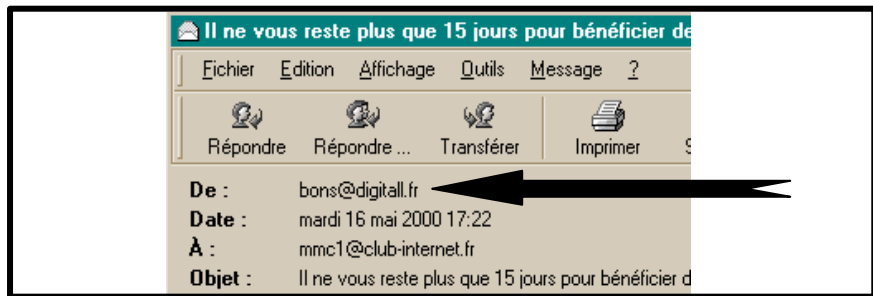 Il ne vous reste plus que 15 jours pour bénéficier de
Fichier Edition Affichage Outils Message ?
Répondre Répondre ... Transférer Imprimer
De : bons@digitall.fr
Date : mardi 16 mai 2000 17:22
À : mmc1@club-internet.fr
Objet : Il ne vous reste plus que 15 jours pour bénéficier d